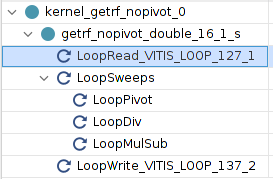 kernel_getrf_nopivot_0
getrf_nopivot_double_16_1_s
LoopRead_VITIS_LOOP_127_1
LoopSweeps
LoopPivot
LoopDiv
LoopMulSub
LoopWrite_VITIS_LOOP_137_2